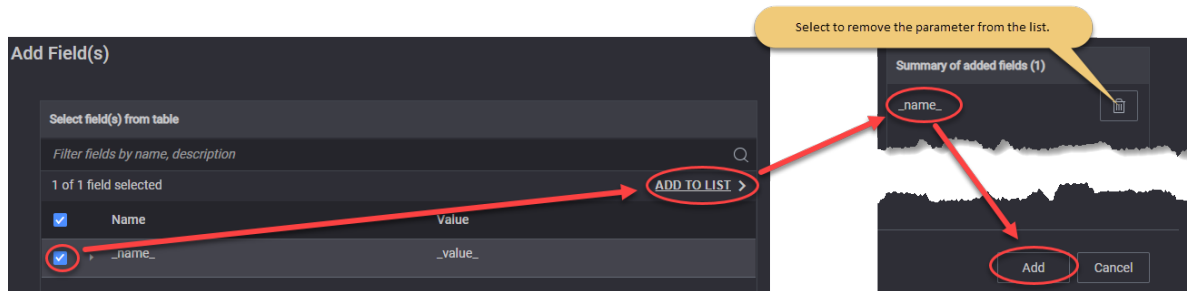 Select to remove the parameter from the list.
Add Field(s)
Summary of added fields (1)
_name_
Select field(s) from table
Filter fields by name, description
1 of 1 field selected
ADD TO LIST >
Name Value
_name_ _value_
Add Cancel